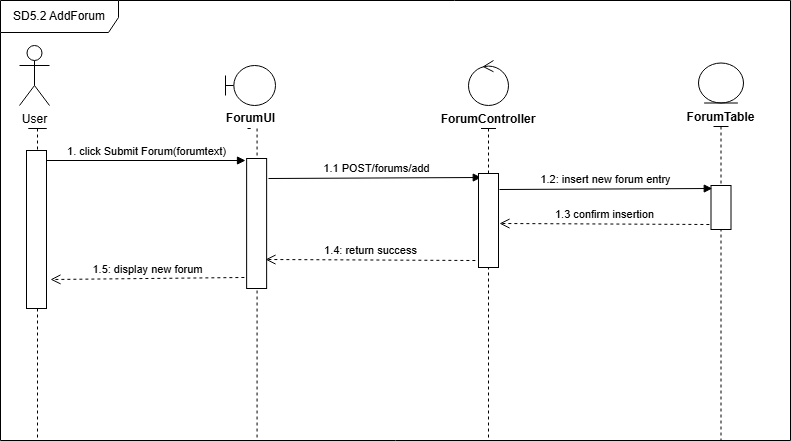 SD5.2 AddForum
User
ForumUI
ForumController
ForumTable
1. click Submit Forum(forumtext)
1.1 POST/forums/add
1.2: insert new forum entry
1.3 confirm insertion
1.4: return success
1.5: display new forum